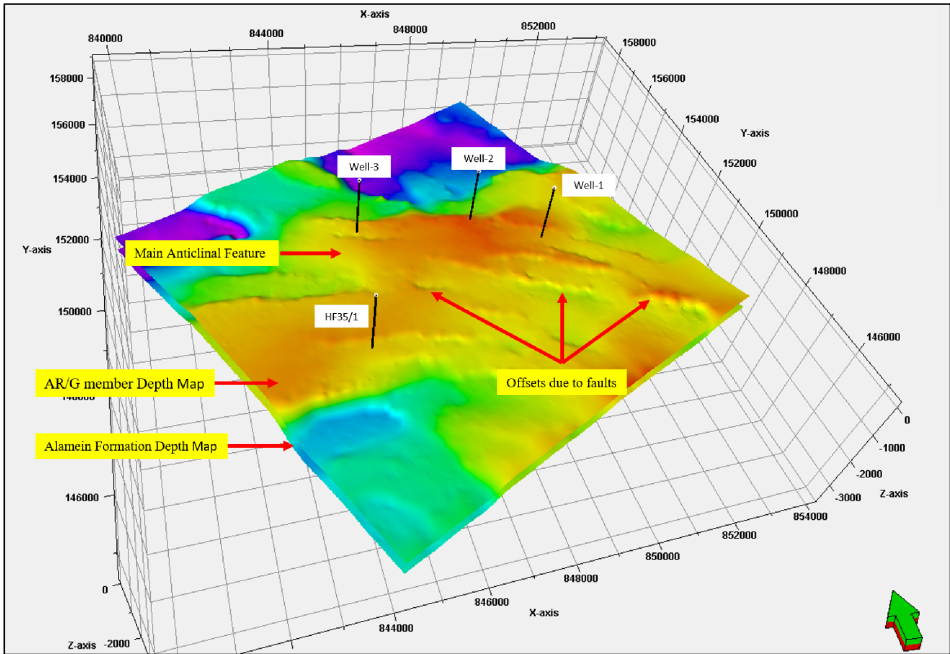 X-axis
840000
844000
848000
852000
158000
158000
156000
156000
154000
Y-axis
154000
152000
Well-3
Well-2
Well-1
152000
150000
Y-axis
Main Anticlinal Feature
148000
150000
HF35/1
146000
AR/G member Depth Map
Offsets due to faults
0
Alamein Formation Depth Map
-1000
-2000
Z-axis
-3000
146000
854000
852000
850000
848000
0
846000
X-axis
844000
Z-axis
-2000